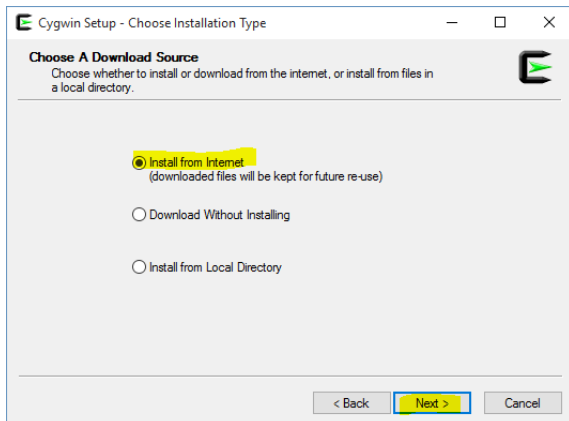 Cygwin Setup - Choose Installation Type
Choose A Download Source
Choose whether to install or download from the internet, or install from files in
a local directory.
Install from Internet
(downloaded files will be kept for future re-use)
Download Without Installing
Install from Local Directory
< Back Next > Cancel